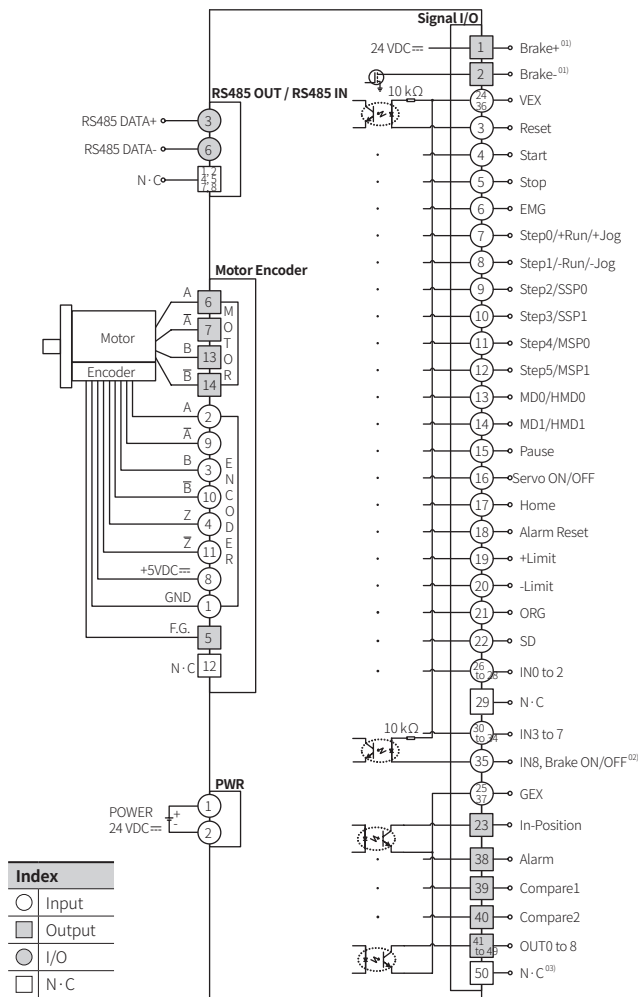 Signal I/O
24 VDC⎓ 1 Brake+ 01)
2 Brake- 01)
10 kΩ 24 36 VEX
3 Reset
4 Start
5 Stop
6 EMG
7 Step0/+Run/+Jog
8 Step1/-Run/-Jog
9 Step2/SSP0
10 Step3/SSP1
11 Step4/MSP0
12 Step5/MSP1
13 MD0/HMD0
14 MD1/HMD1
15 Pause
16 Servo ON/OFF
17 Home
18 Alarm Reset
19 +Limit
20 -Limit
21 ORG
22 SD
26 to 28 IN0 to 2
29 N·C
10 kΩ 30 to 34 IN3 to 7
35 IN8, Brake ON/OFF 02)
25 37 GEX
23 In-Position
38 Alarm
39 Compare1
40 Compare2
41 to 49 OUT0 to 8
50 N·C 03)
RS485 OUT / RS485 IN
RS485 DATA+ 3
RS485 DATA- 6
N·C 1, 2 4, 5 7, 8
Motor Encoder
Motor
Encoder
MOTOR
A 6
A̅ 7
B 13
B̅ 14
ENCODER
A 2
A̅ 9
B 3
B̅ 10
Z 4
Z̅ 11
+5VDC⎓ 8
GND 1
F.G. 5
N·C 12
PWR
POWER
24 VDC⎓
+ 1
- 2
Index
Input
Output
I/O
N·C